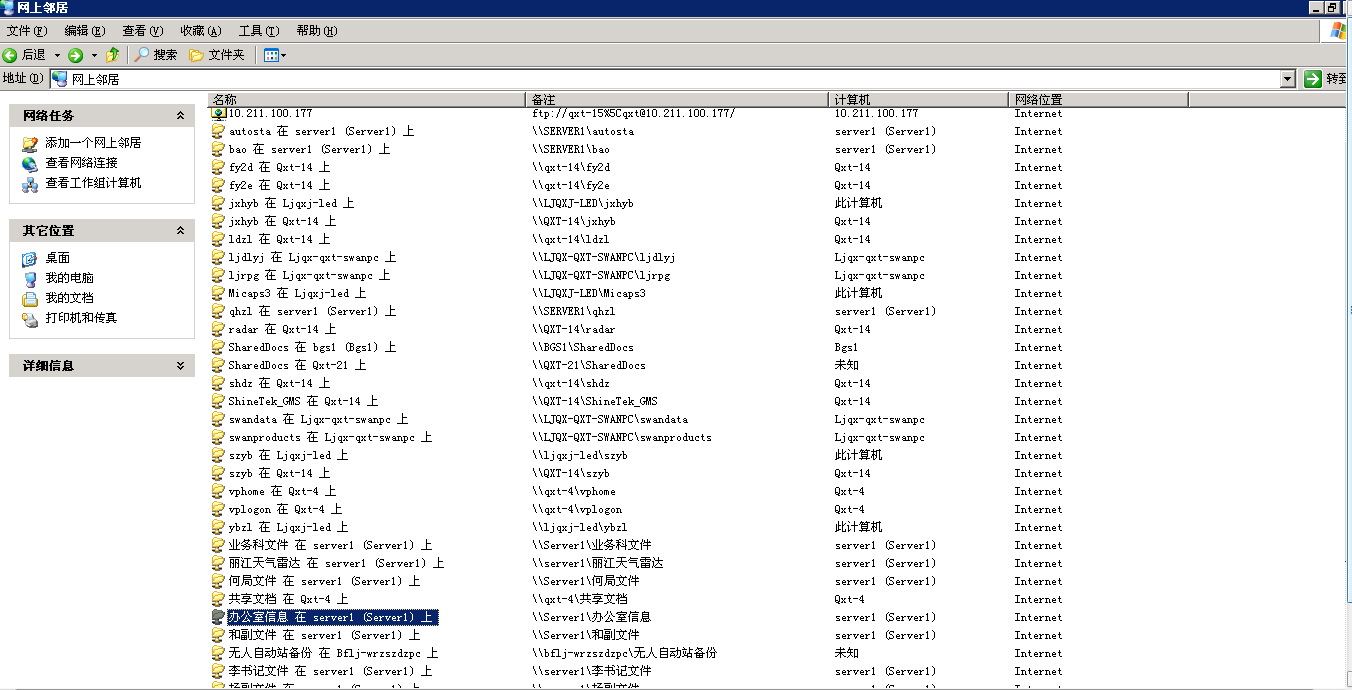 网上邻居
文件(F) 编辑(E) 查看(V) 收藏(A) 工具(T) 帮助(H)
后退 搜索 文件夹
地址(D) 网上邻居 转到
网络任务
添加一个网上邻居
查看网络连接
查看工作组计算机
其它位置
桌面
我的电脑
我的文档
打印机和传真
详细信息
名称 备注 计算机 网络位置
10.211.100.177 ftp://qxt-15%5Cqxt@10.211.100.177/ 10.211.100.177 Internet
autosta 在 server1 (Server1) 上 \\SERVER1\autosta server1 (Server1) Internet
bao 在 server1 (Server1) 上 \\SERVER1\bao server1 (Server1) Internet
fy2d 在 Qxt-14 上 \\qxt-14\fy2d Qxt-14 Internet
fy2e 在 Qxt-14 上 \\qxt-14\fy2e Qxt-14 Internet
jxhyb 在 Ljqxj-led 上 \\LJQXJ-LED\jxhyb 此计算机 Internet
jxhyb 在 Qxt-14 上 \\QXT-14\jxhyb Qxt-14 Internet
ldzl 在 Qxt-14 上 \\qxt-14\ldzl Qxt-14 Internet
ljdlyj 在 Ljqx-qxt-swanpc 上 \\LJQX-QXT-SWANPC\ljdlyj Ljqx-qxt-swanpc Internet
ljrpg 在 Ljqx-qxt-swanpc 上 \\LJQX-QXT-SWANPC\ljrpg Ljqx-qxt-swanpc Internet
Micaps3 在 Ljqxj-led 上 \\LJQXJ-LED\Micaps3 此计算机 Internet
qhzl 在 server1 (Server1) 上 \\SERVER1\qhzl server1 (Server1) Internet
radar 在 Qxt-14 上 \\QXT-14\radar Qxt-14 Internet
SharedDocs 在 bgs1 (Bgs1) 上 \\BGS1\SharedDocs Bgs1 Internet
SharedDocs 在 Qxt-21 上 \\QXT-21\SharedDocs 未知 Internet
shdz 在 Qxt-14 上 \\qxt-14\shdz Qxt-14 Internet
ShineTek_GMS 在 Qxt-14 上 \\QXT-14\ShineTek_GMS Qxt-14 Internet
swandata 在 Ljqx-qxt-swanpc 上 \\LJQX-QXT-SWANPC\swandata Ljqx-qxt-swanpc Internet
swanproducts 在 Ljqx-qxt-swanpc 上 \\LJQX-QXT-SWANPC\swanproducts Ljqx-qxt-swanpc Internet
szyb 在 Ljqxj-led 上 \\ljqxj-led\szyb 此计算机 Internet
szyb 在 Qxt-14 上 \\QXT-14\szyb Qxt-14 Internet
vphome 在 Qxt-4 上 \\qxt-4\vphome Qxt-4 Internet
vplogon 在 Qxt-4 上 \\qxt-4\vplogon Qxt-4 Internet
ybzl 在 Ljqxj-led 上 \\ljqxj-led\ybzl 此计算机 Internet
业务科文件 在 server1 (Server1) 上 \\Server1\业务科文件 server1 (Server1) Internet
丽江天气雷达 在 server1 (Server1) 上 \\server1\丽江天气雷达 server1 (Server1) Internet
何局文件 在 server1 (Server1) 上 \\Server1\何局文件 server1 (Server1) Internet
共享文档 在 Qxt-4 上 \\qxt-4\共享文档 Qxt-4 Internet
办公室信息 在 server1 (Server1) 上 \\Server1\办公室信息 server1 (Server1) Internet
和副文件 在 server1 (Server1) 上 \\Server1\和副文件 server1 (Server1) Internet
无人自动站备份 在 Bflj-wrzszdzpc 上 \\bflj-wrzszdzpc\无人自动站备份 未知 Internet
李书记文件 在 server1 (Server1) 上 \\server1\李书记文件 server1 (Server1) Internet